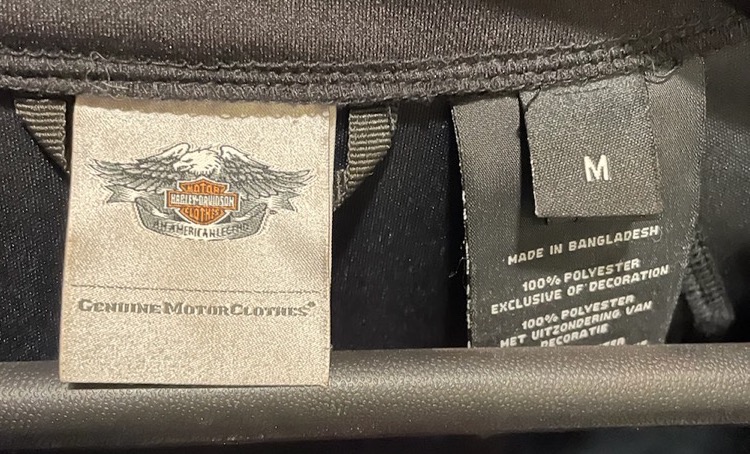 MOTOR
HARLEY-DAVIDSON
CLOTHES
AN AMERICAN LEGEND
GENUINE MOTORCLOTHES®
M
MADE IN BANGLADESH
100% POLYESTER
EXCLUSIVE OF DECORATION
100% POLYESTER
MET UITZONDERING VAN
DECORATIE